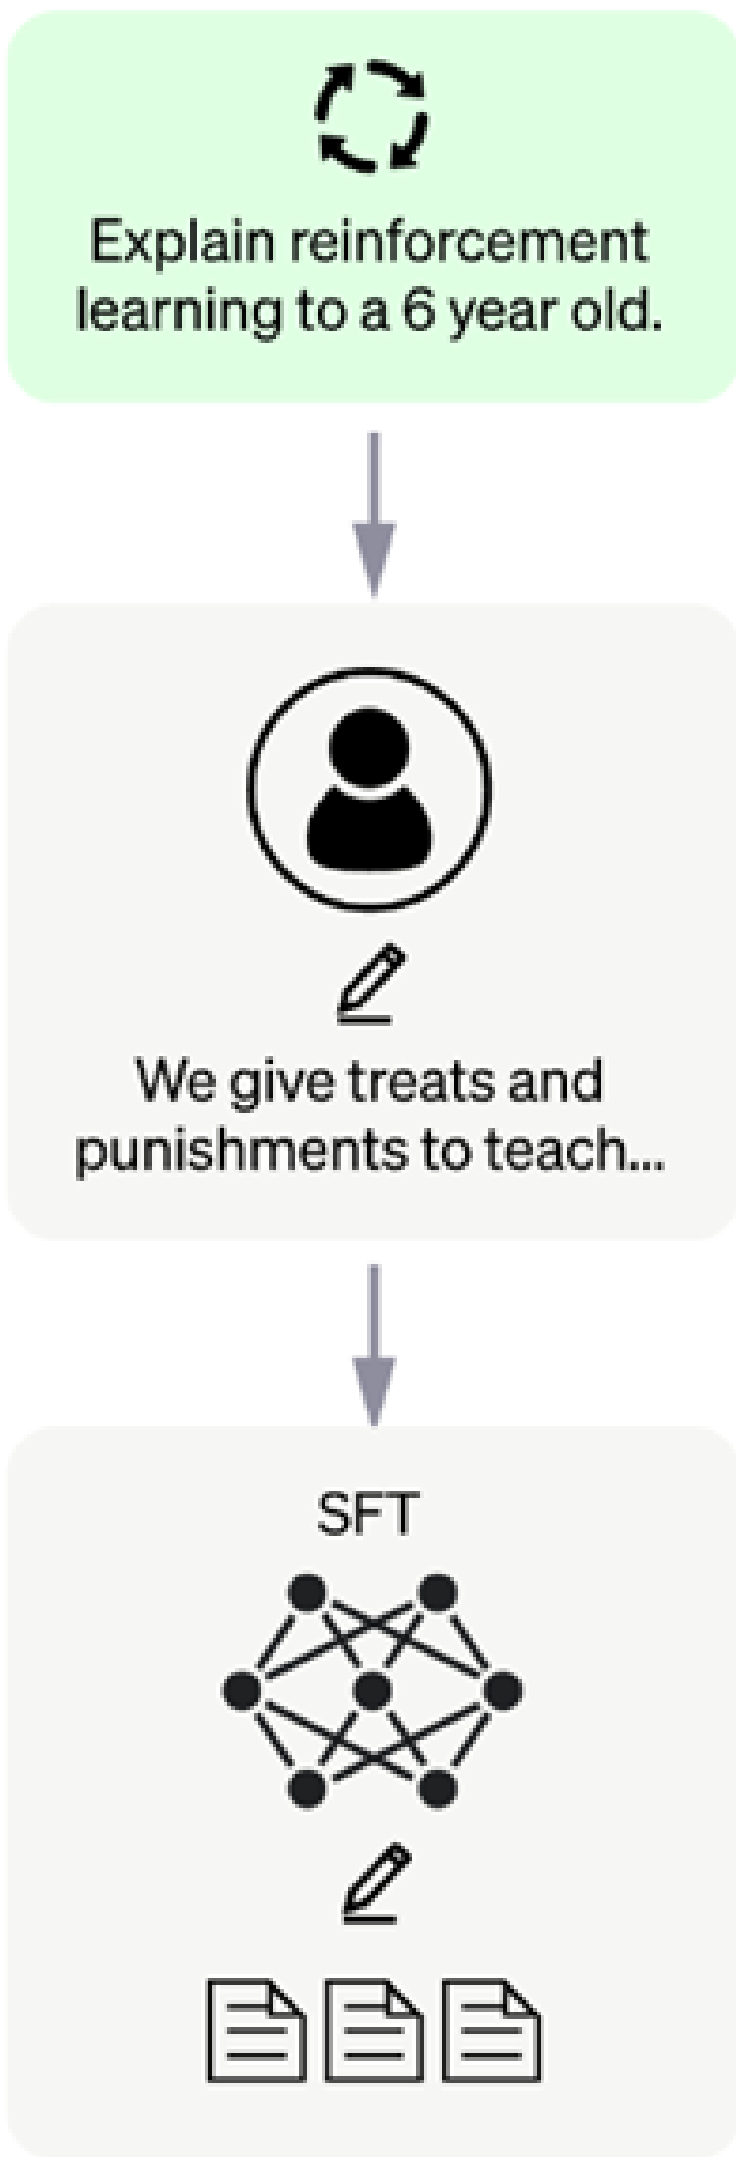 Explain reinforcement
learning to a 6 year old.
We give treats and
punishments to teach...
SFT